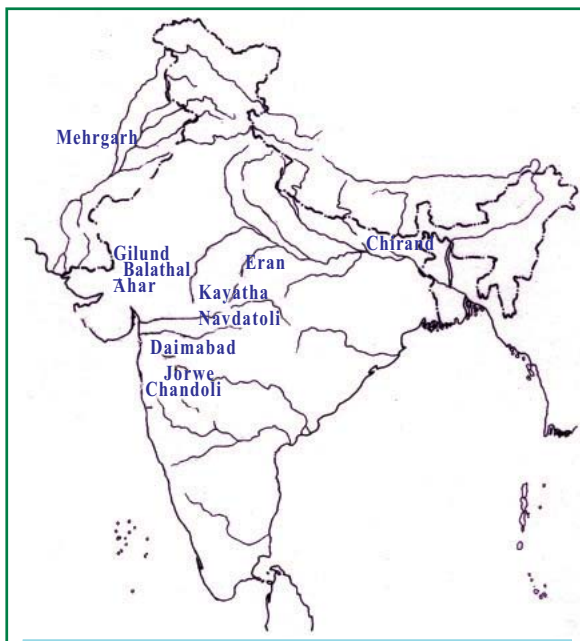 Mehrgarh
Chirand
Gilund
Balathal
Ahar
Eran
Kayatha
Navdatoli
Daimabad
Jorwe
Chandoli